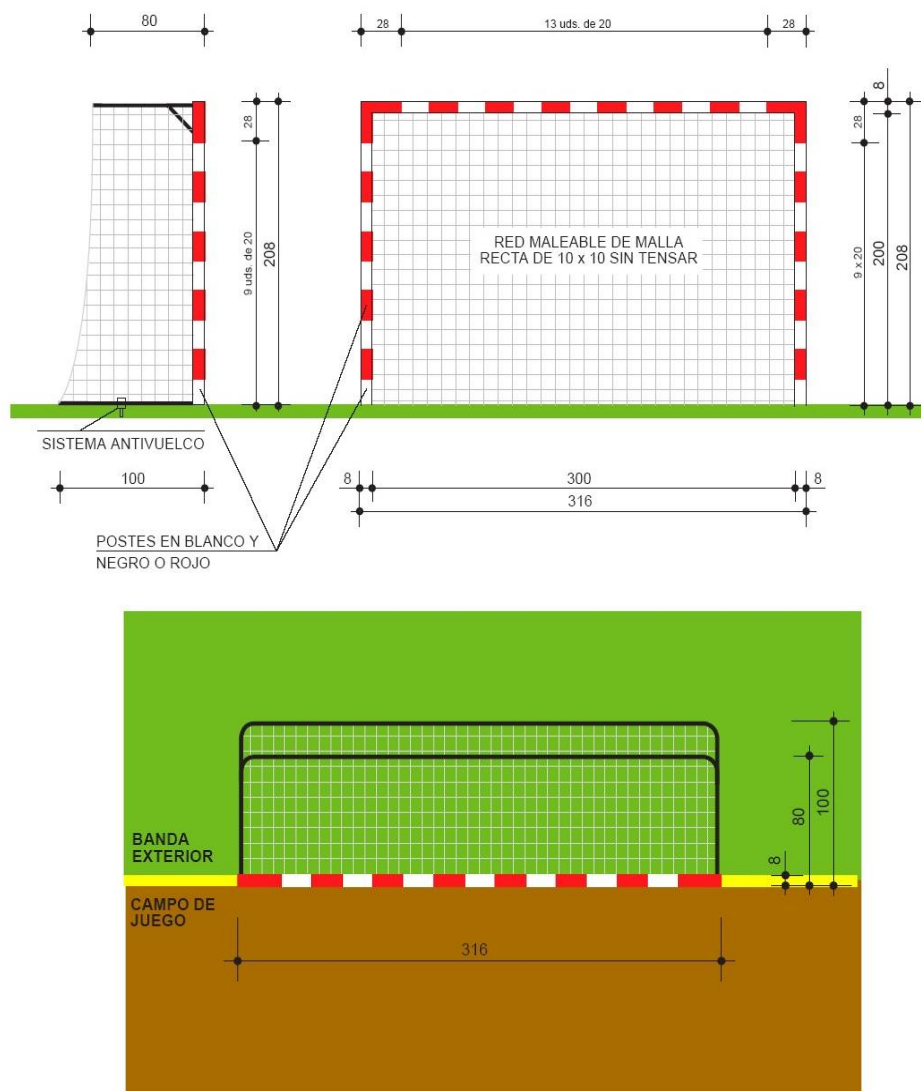 80
28
13 uds. de 20
28
28
9 uds. de 20
208
8
28
9 x 20
200
208
RED MALEABLE DE MALLA
RECTA DE 10 x 10 SIN TENSAR
SISTEMA ANTIVUELCO
100
8
300
8
316
POSTES EN BLANCO Y
NEGRO O ROJO
BANDA
EXTERIOR
CAMPO DE
JUEGO
8
80
100
316